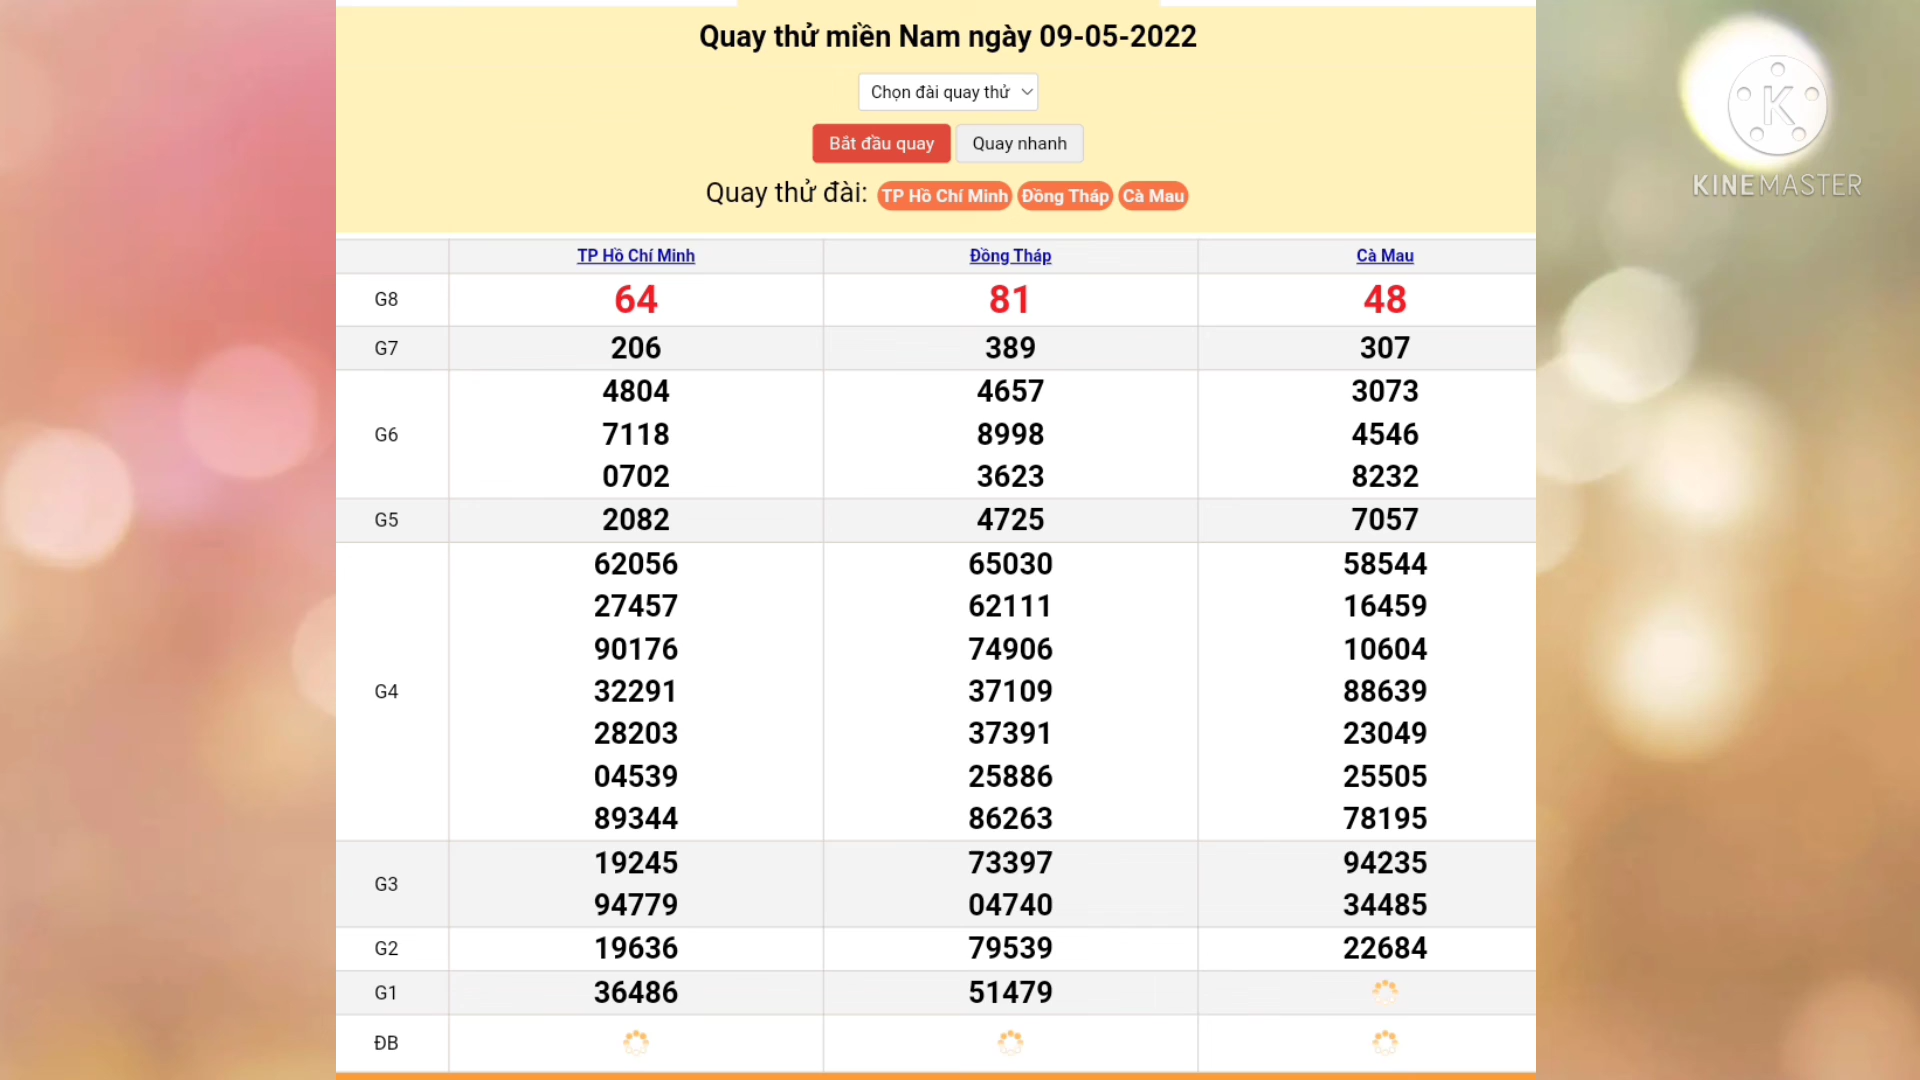 Quay thử miền Nam ngày 09-05-2022
Chọn đài quay thử
Bắt đầu quay Quay nhanh
Quay thử đài: TP Hồ Chí Minh Đồng Tháp Cà Mau
K
KINEMASTER
TP Hồ Chí Minh Đồng Tháp Cà Mau
G8 64 81 48
G7 206 389 307
4804 4657 3073
G6 7118 8998 4546
0702 3623 8232
G5 2082 4725 7057
62056 65030 58544
27457 62111 16459
90176 74906 10604
G4 32291 37109 88639
28203 37391 23049
04539 25886 25505
89344 86263 78195
G3 19245 73397 94235
94779 04740 34485
G2 19636 79539 22684
G1 36486 51479
ĐB